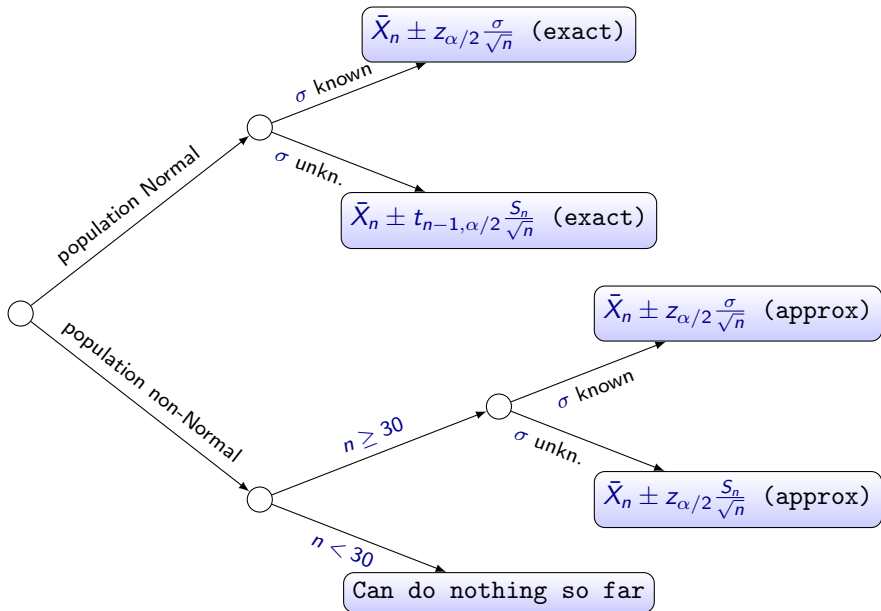 X̄ₙ ± z_{α/2} σ/√n (exact)
σ known
population Normal
σ unkn.
X̄ₙ ± t_{n−1,α/2} Sₙ/√n (exact)
population non-Normal
n ≥ 30
X̄ₙ ± z_{α/2} σ/√n (approx)
σ known
σ unkn.
X̄ₙ ± z_{α/2} Sₙ/√n (approx)
n < 30
Can do nothing so far